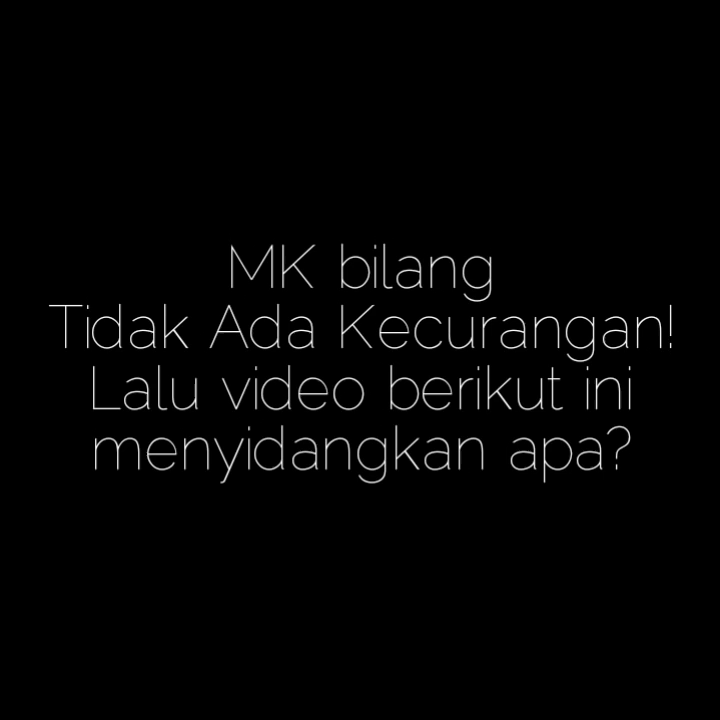 MK bilang
Tidak Ada Kecurangan!
Lalu video berikut ini
menyidangkan apa?